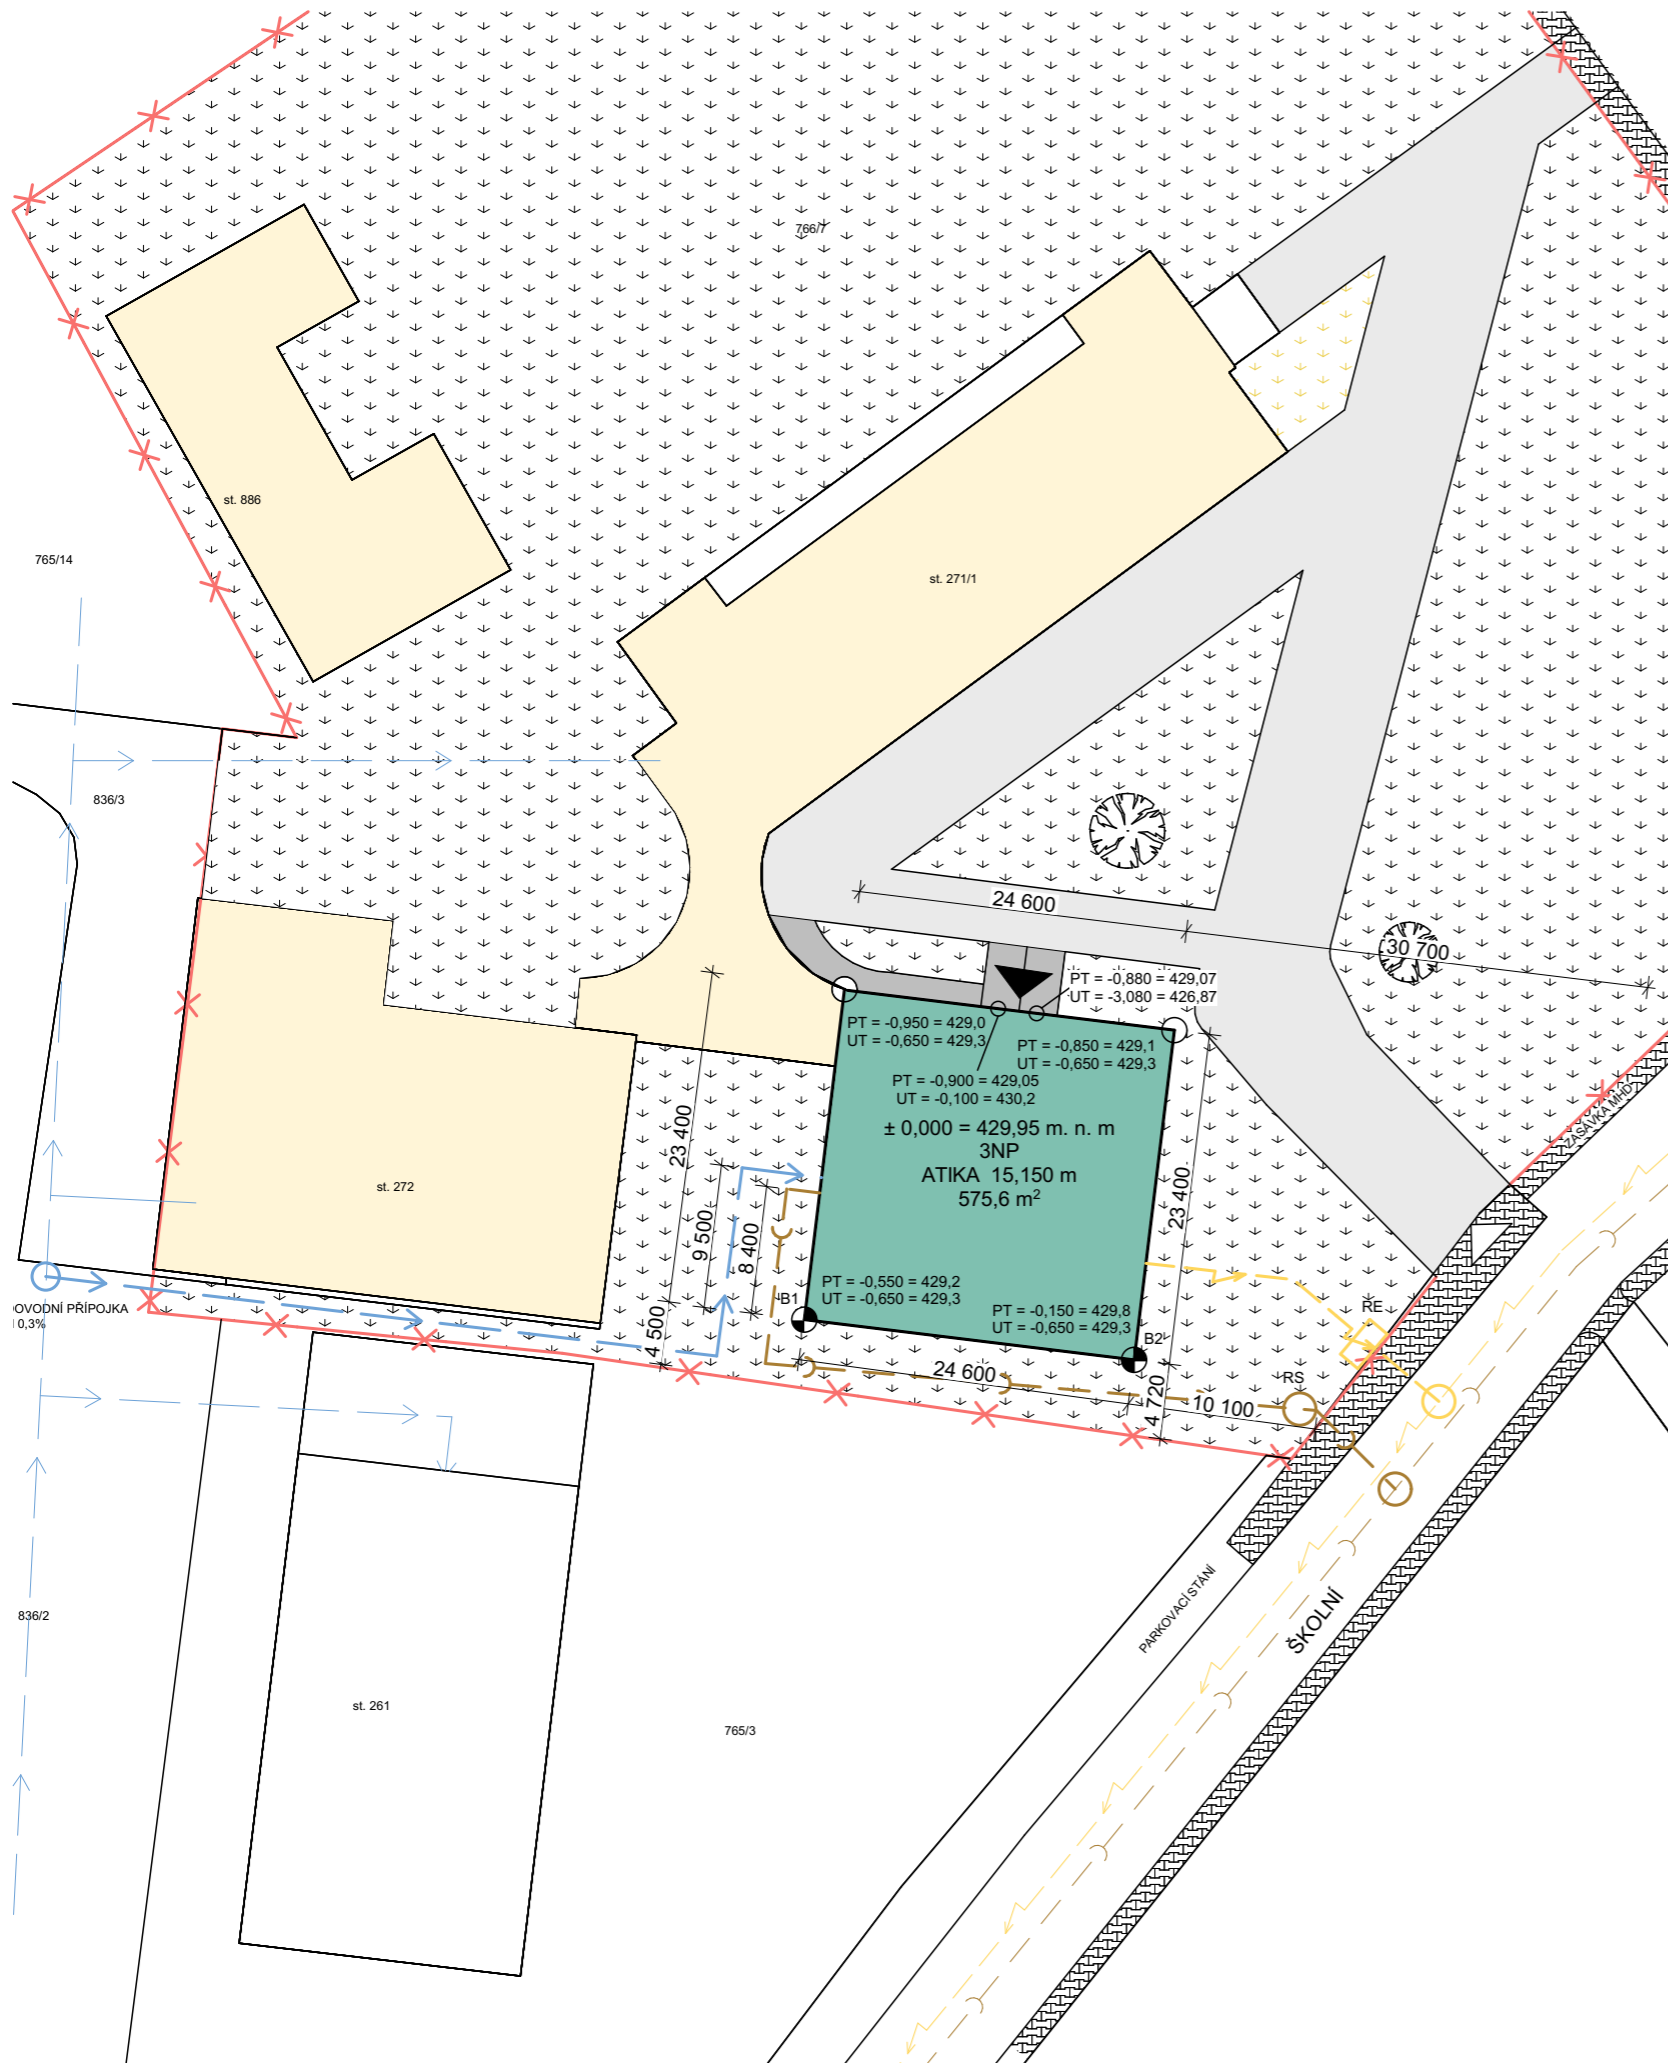 766/7
st. 886
765/14
st. 271/1
836/3
24 600
30 700
PT = -0,880 = 429,07
UT = -3,080 = 426,87
PT = -0,950 = 429,0
UT = -0,650 = 429,3
PT = -0,850 = 429,1
UT = -0,650 = 429,3
PT = -0,900 = 429,05
UT = -0,100 = 430,2
± 0,000 = 429,95 m. n. m
3NP
ATIKA 15,150 m
575,6 m²
23 400
9 500
8 400
4 500
23 400
st. 272
ZASÁVKA MHD
PT = -0,550 = 429,2
UT = -0,650 = 429,3
B1
PT = -0,150 = 429,8
UT = -0,650 = 429,3
B2
RE
OVODNÍ PŘÍPOJKA
0,3%
24 600
4 720
10 100
RS
836/2
st. 261
765/3
PARKOVACÍ STÁNÍ
ŠKOLNÍ